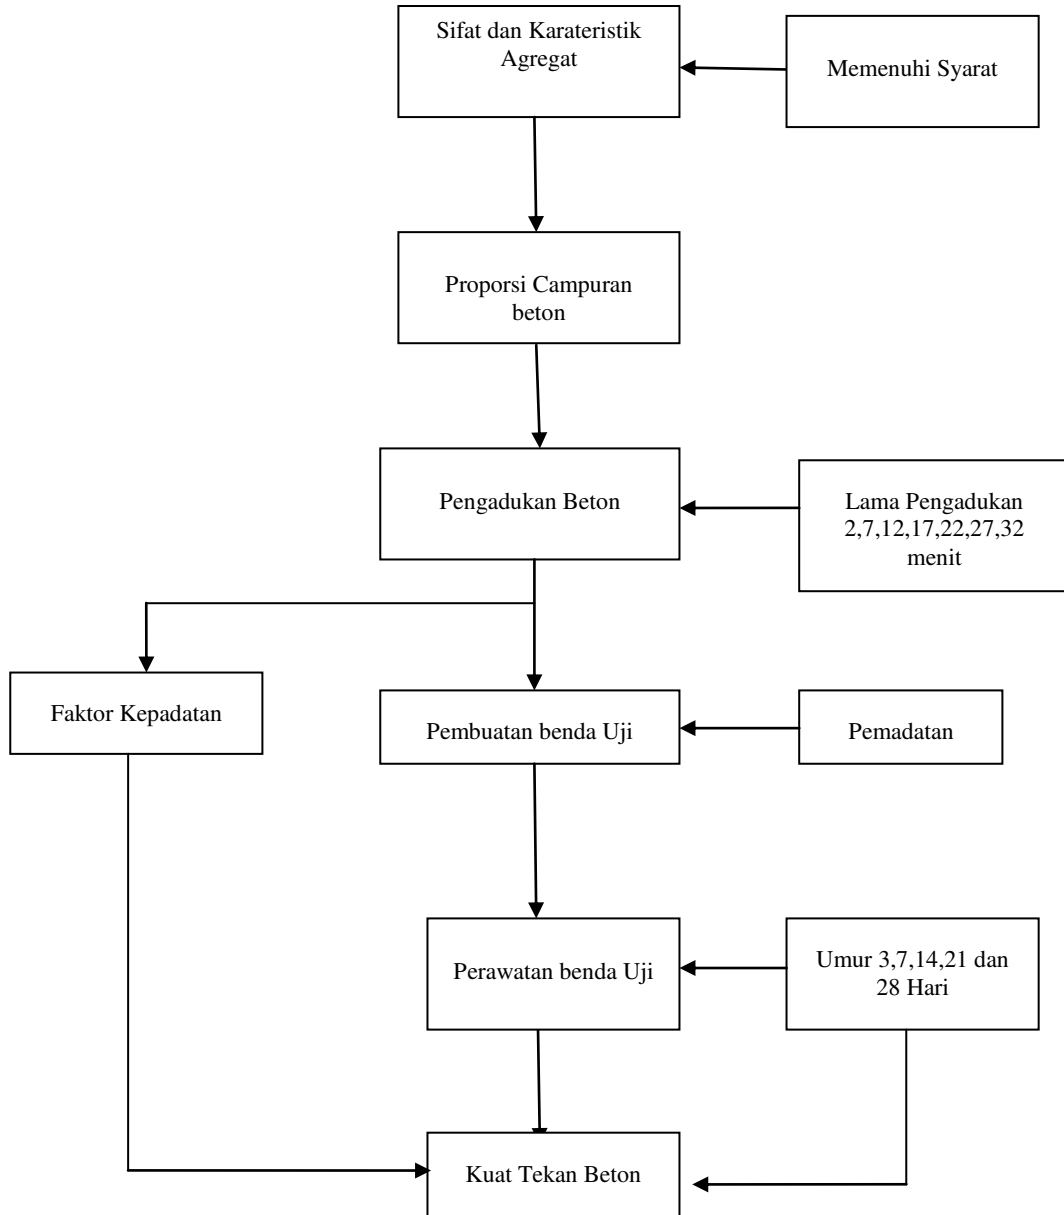 Sifat dan Karateristik
Agregat
Memenuhi Syarat
Proporsi Campuran
beton
Pengadukan Beton
Lama Pengadukan
2,7,12,17,22,27,32
menit
Faktor Kepadatan
Pembuatan benda Uji
Pemadatan
Perawatan benda Uji
Umur 3,7,14,21 dan
28 Hari
Kuat Tekan Beton